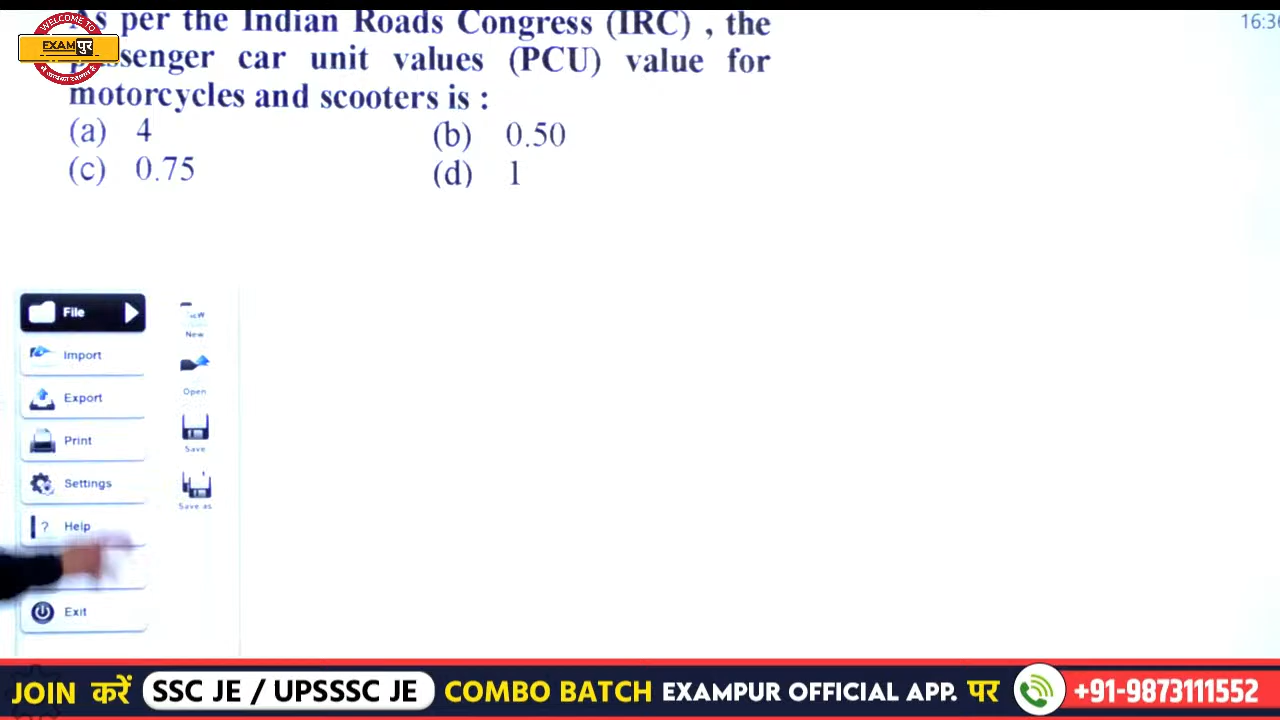 As per the Indian Roads Congress (IRC) , the
passenger car unit values (PCU) value for
motorcycles and scooters is :
(a) 4 (b) 0.50
(c) 0.75 (d) 1
WELCOME TO
EXAMपुर
16:36
File
Import
Export
Print
Settings
Help
Exit
New
Open
Save
Save as
JOIN करें SSC JE / UPSSSC JE COMBO BATCH EXAMPUR OFFICIAL APP. पर +91-9873111552